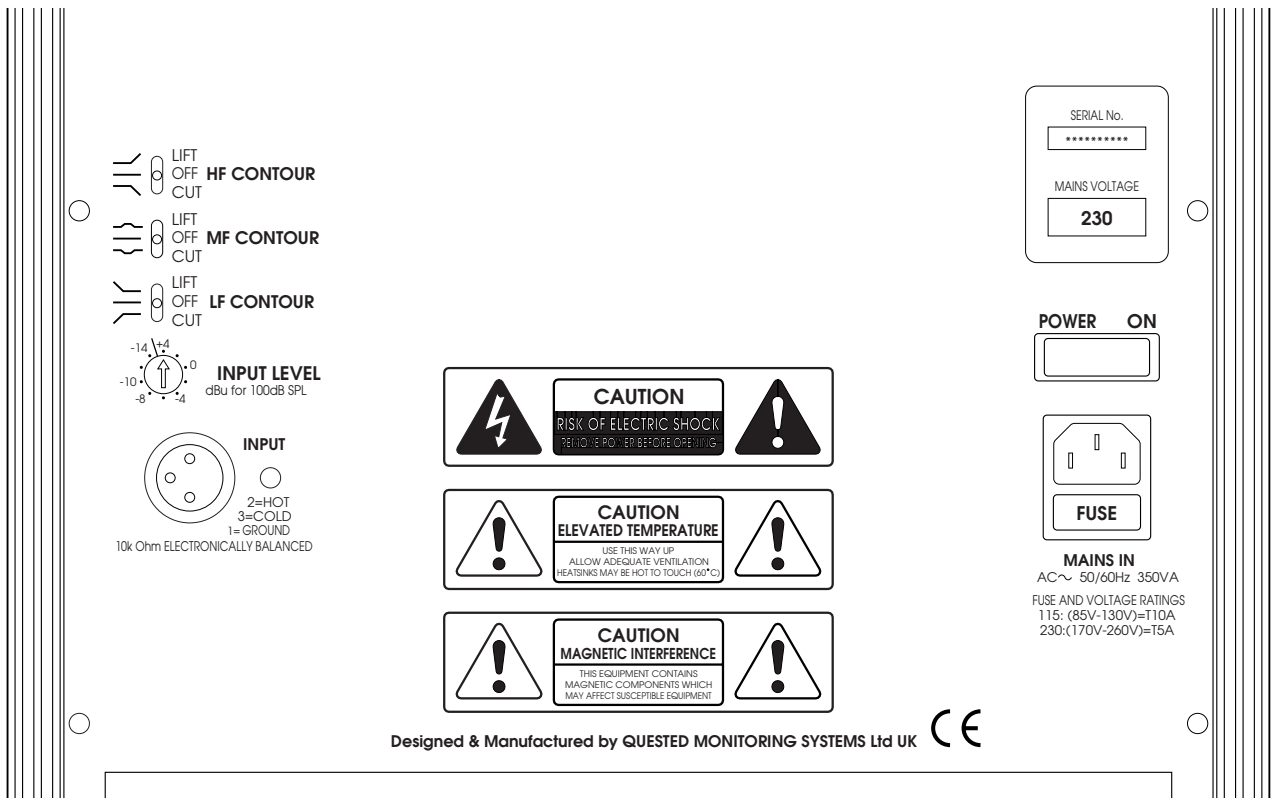 LIFT
OFF HF CONTOUR
CUT
LIFT
OFF MF CONTOUR
CUT
LIFT
OFF LF CONTOUR
CUT
-14 +4
0
-10
-8 -4
INPUT LEVEL
dBu for 100dB SPL
INPUT
2=HOT
3=COLD
1= GROUND
10k Ohm ELECTRONICALLY BALANCED
CAUTION
RISK OF ELECTRIC SHOCK
REMOVE POWER BEFORE OPENING
CAUTION
ELEVATED TEMPERATURE
USE THIS WAY UP
ALLOW ADEQUATE VENTILATION
HEATSINKS MAY BE HOT TO TOUCH (60°C)
CAUTION
MAGNETIC INTERFERENCE
THIS EQUIPMENT CONTAINS
MAGNETIC COMPONENTS WHICH
MAY AFFECT SUSCEPTIBLE EQUIPMENT
Designed & Manufactured by QUESTED MONITORING SYSTEMS Ltd UK CE
SERIAL No.
**********
MAINS VOLTAGE
230
POWER ON
FUSE
MAINS IN
AC~ 50/60Hz 350VA
FUSE AND VOLTAGE RATINGS
115: (85V-130V)=T10A
230:(170V-260V)=T5A